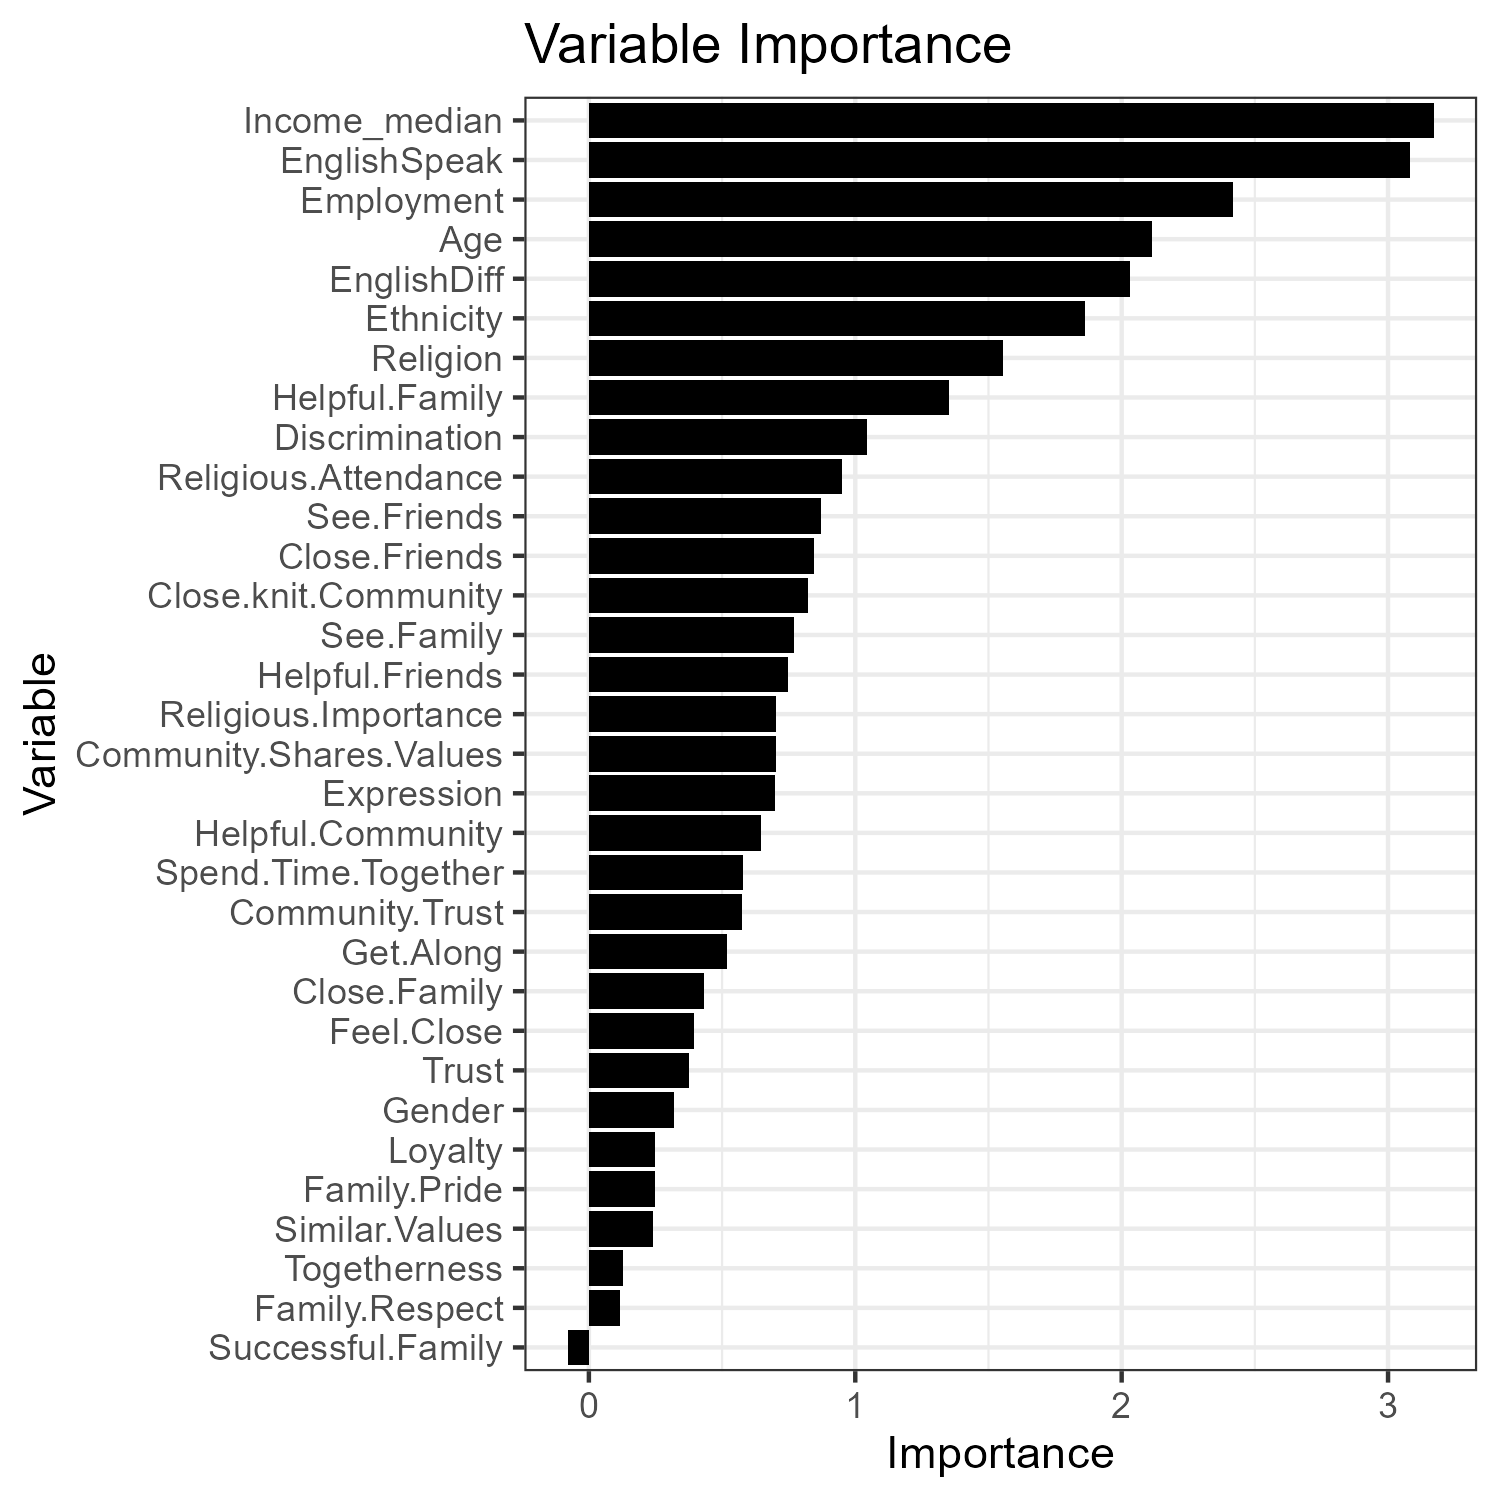 Variable Importance
Income_median
EnglishSpeak
Employment
Age
EnglishDiff
Ethnicity
Religion
Helpful.Family
Discrimination
Religious.Attendance
See.Friends
Close.Friends
Close.knit.Community
See.Family
Helpful.Friends
Religious.Importance
Community.Shares.Values
Expression
Helpful.Community
Spend.Time.Together
Community.Trust
Get.Along
Close.Family
Feel.Close
Trust
Gender
Loyalty
Family.Pride
Similar.Values
Togetherness
Family.Respect
Successful.Family
Variable
0 1 2 3
Importance